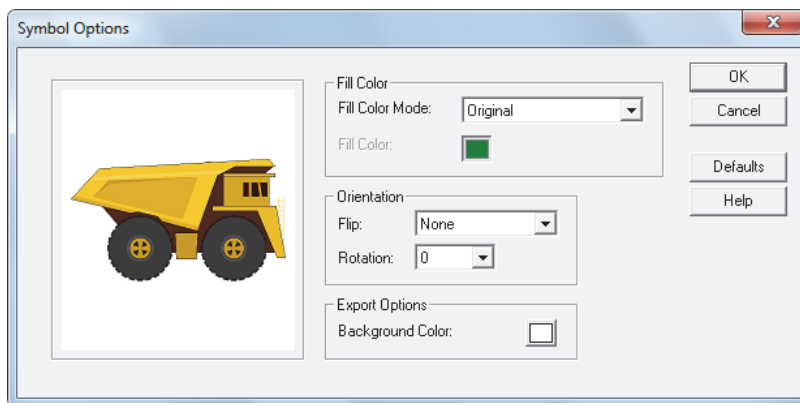 Symbol Options
Fill Color
Fill Color Mode: Original
Fill Color:
Orientation
Flip: None
Rotation: 0
Export Options
Background Color:
OK
Cancel
Defaults
Help